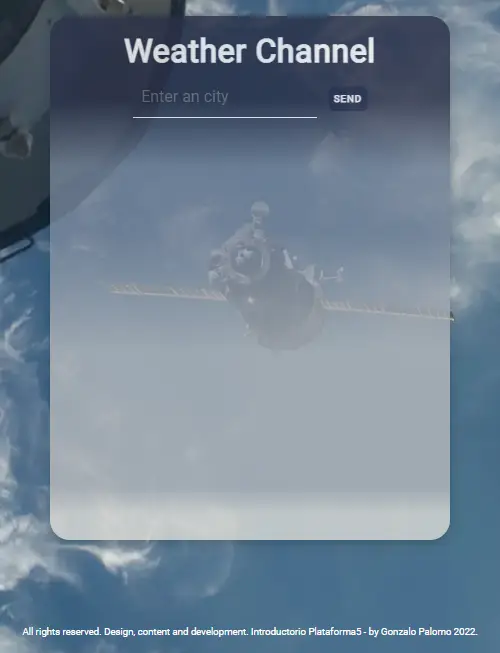 Weather Channel
Enter an city
SEND
All rights reserved. Design, content and development. Introductorio Plataforma5 - by Gonzalo Palomo 2022.